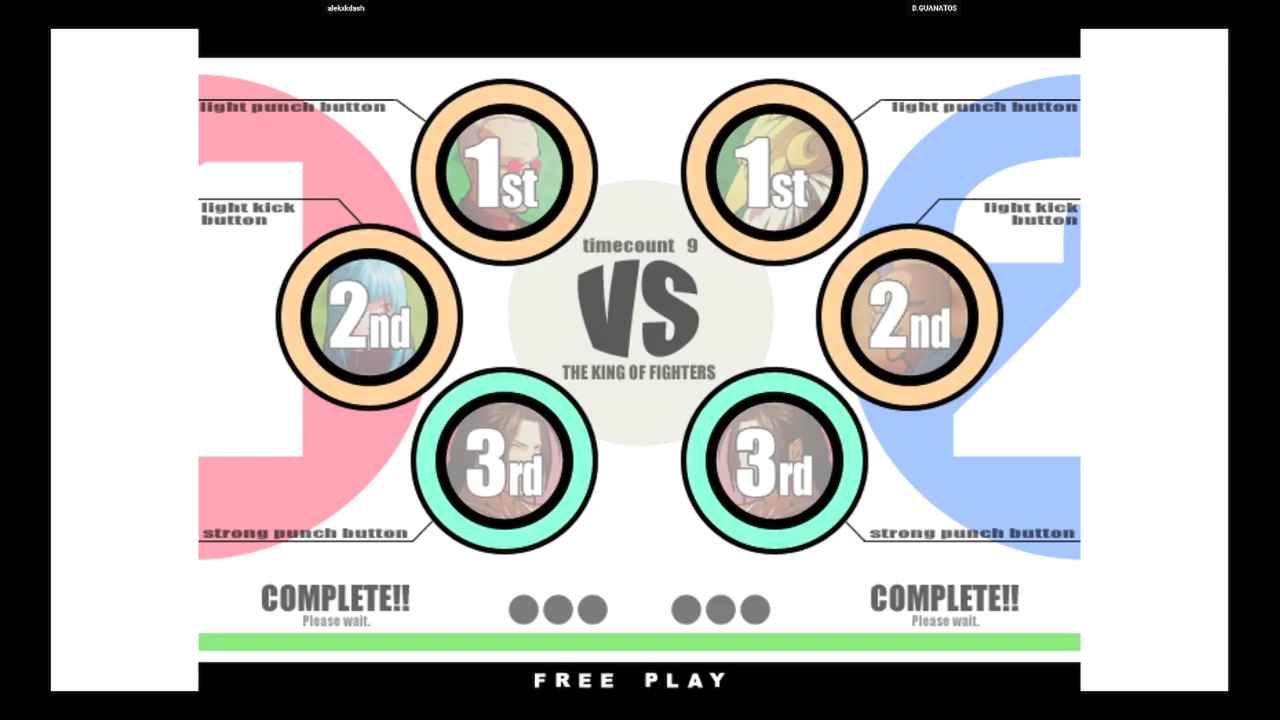 alekxkdash
D.GUANATOS
light punch button
1st
1st
light punch button
light kick
button
light kick
button
timecount 9
2nd
VS
2nd
THE KING OF FIGHTERS
3rd
3rd
strong punch button
strong punch button
COMPLETE!!
Please wait.
COMPLETE!!
Please wait.
FREE PLAY